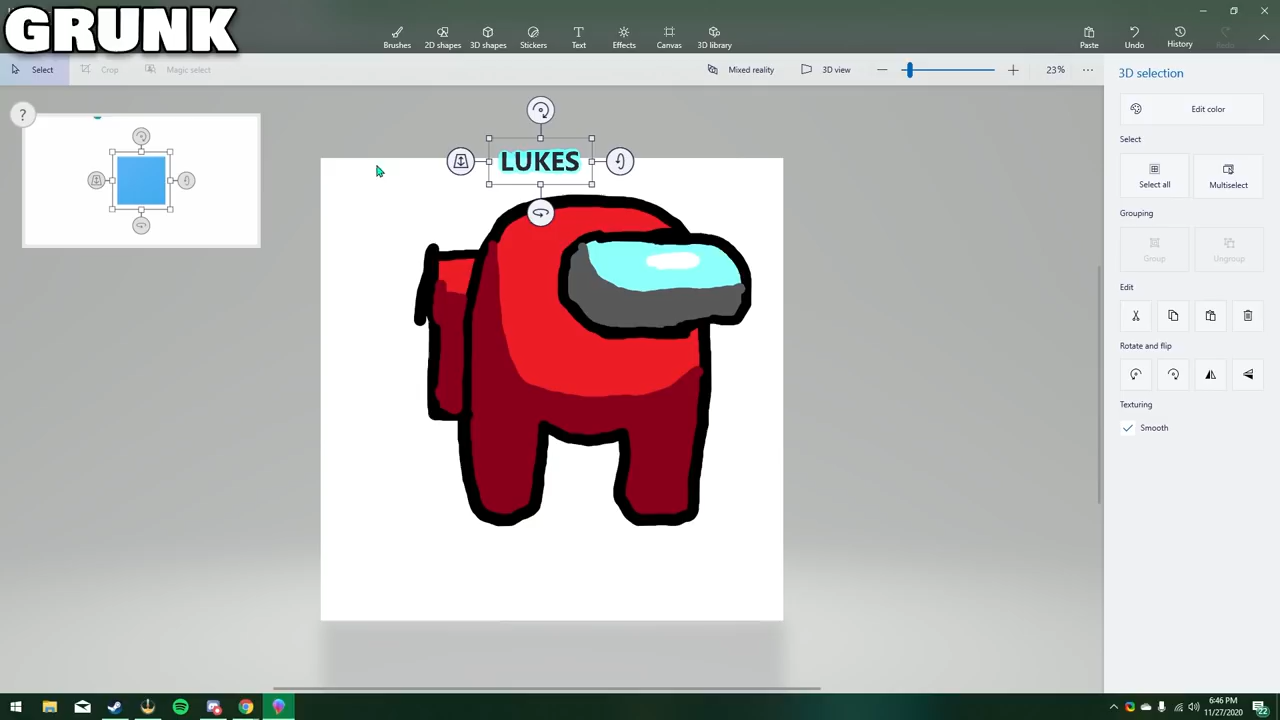 GRUNK
Brushes 2D shapes 3D shapes Stickers Text Effects Canvas 3D library Paste Undo History Redo
Select Crop Magic select Mixed reality 3D view 23% ...
3D selection
?
Edit color
Select
Select all Multiselect
Grouping
Group Ungroup
Edit
Rotate and flip
Texturing
Smooth
LUKES
6:46 PM
11/27/2020
22